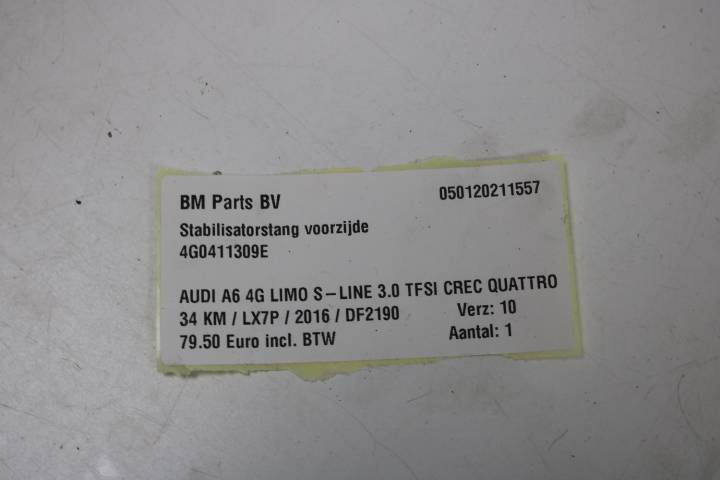 BM Parts BV 050120211557
Stabilisatorstang voorzijde
4G0411309E
AUDI A6 4G LIMO S-LINE 3.0 TFSI CREC QUATTRO
34 KM / LX7P / 2016 / DF2190 Verz: 10
79.50 Euro incl. BTW Aantal: 1